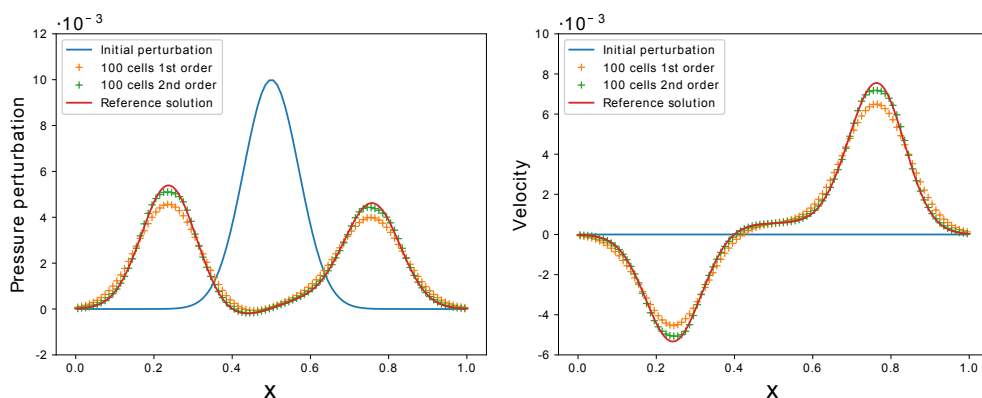 ·10⁻³
12
10
8
6
4
2
0
-2
0.0 0.2 0.4 0.6 0.8 1.0
X
Pressure perturbation
Initial perturbation
100 cells 1st order
100 cells 2nd order
Reference solution
·10⁻³
8
6
4
2
0
-2
-4
-6
0.0 0.2 0.4 0.6 0.8 1.0
X
Velocity
Initial perturbation
100 cells 1st order
100 cells 2nd order
Reference solution